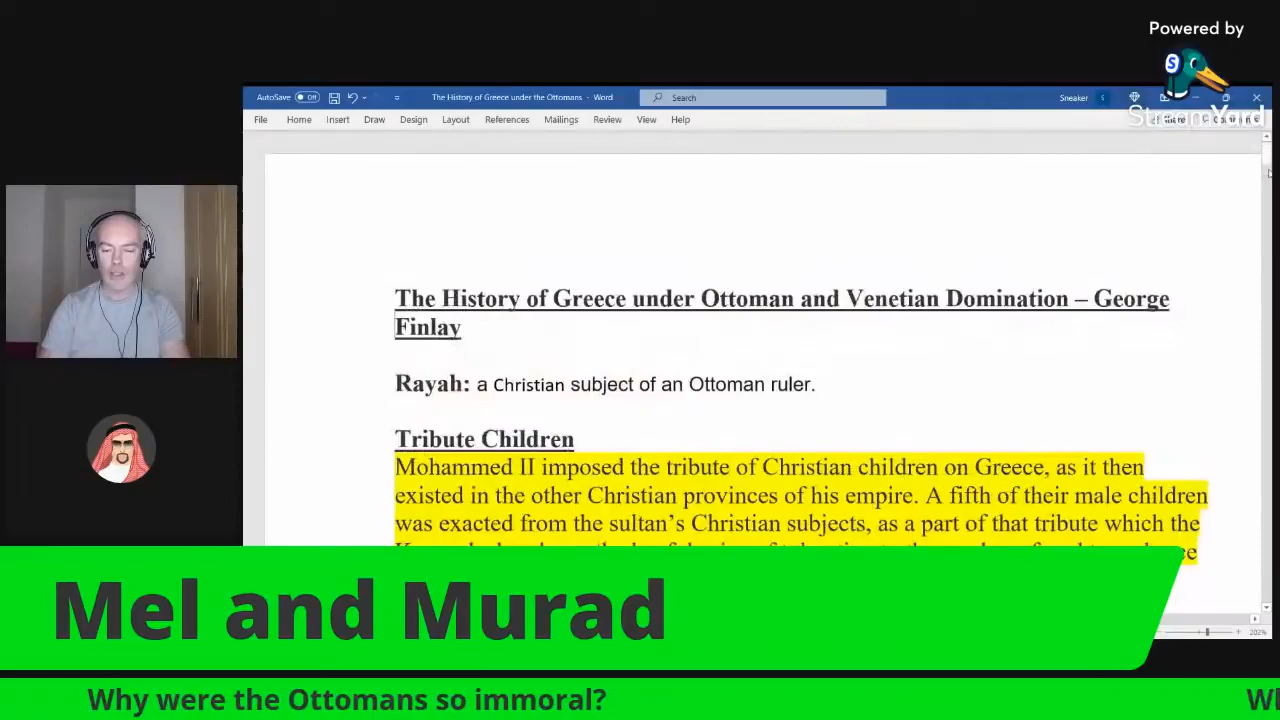 Powered by
S
StreamYard
AutoSave Off The History of Greece under the Ottomans - Word Search Sneaker S
File Home Insert Draw Design Layout References Mailings Review View Help
The History of Greece under Ottoman and Venetian Domination – George
Finlay
Rayah: a Christian subject of an Ottoman ruler.
Tribute Children
Mohammed II imposed the tribute of Christian children on Greece, as it then
existed in the other Christian provinces of his empire. A fifth of their male children
was exacted from the sultan's Christian subjects, as a part of that tribute which the
202%
Mel and Murad
Why were the Ottomans so immoral?